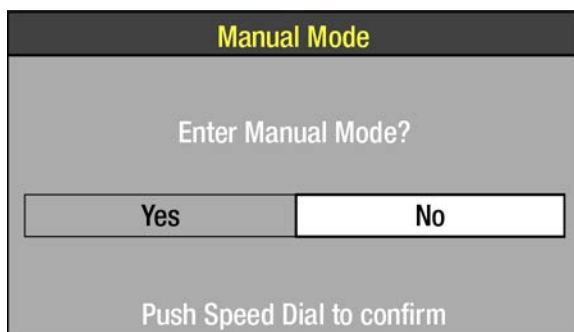 Manual Mode
Enter Manual Mode?
Yes No
Push Speed Dial to confirm